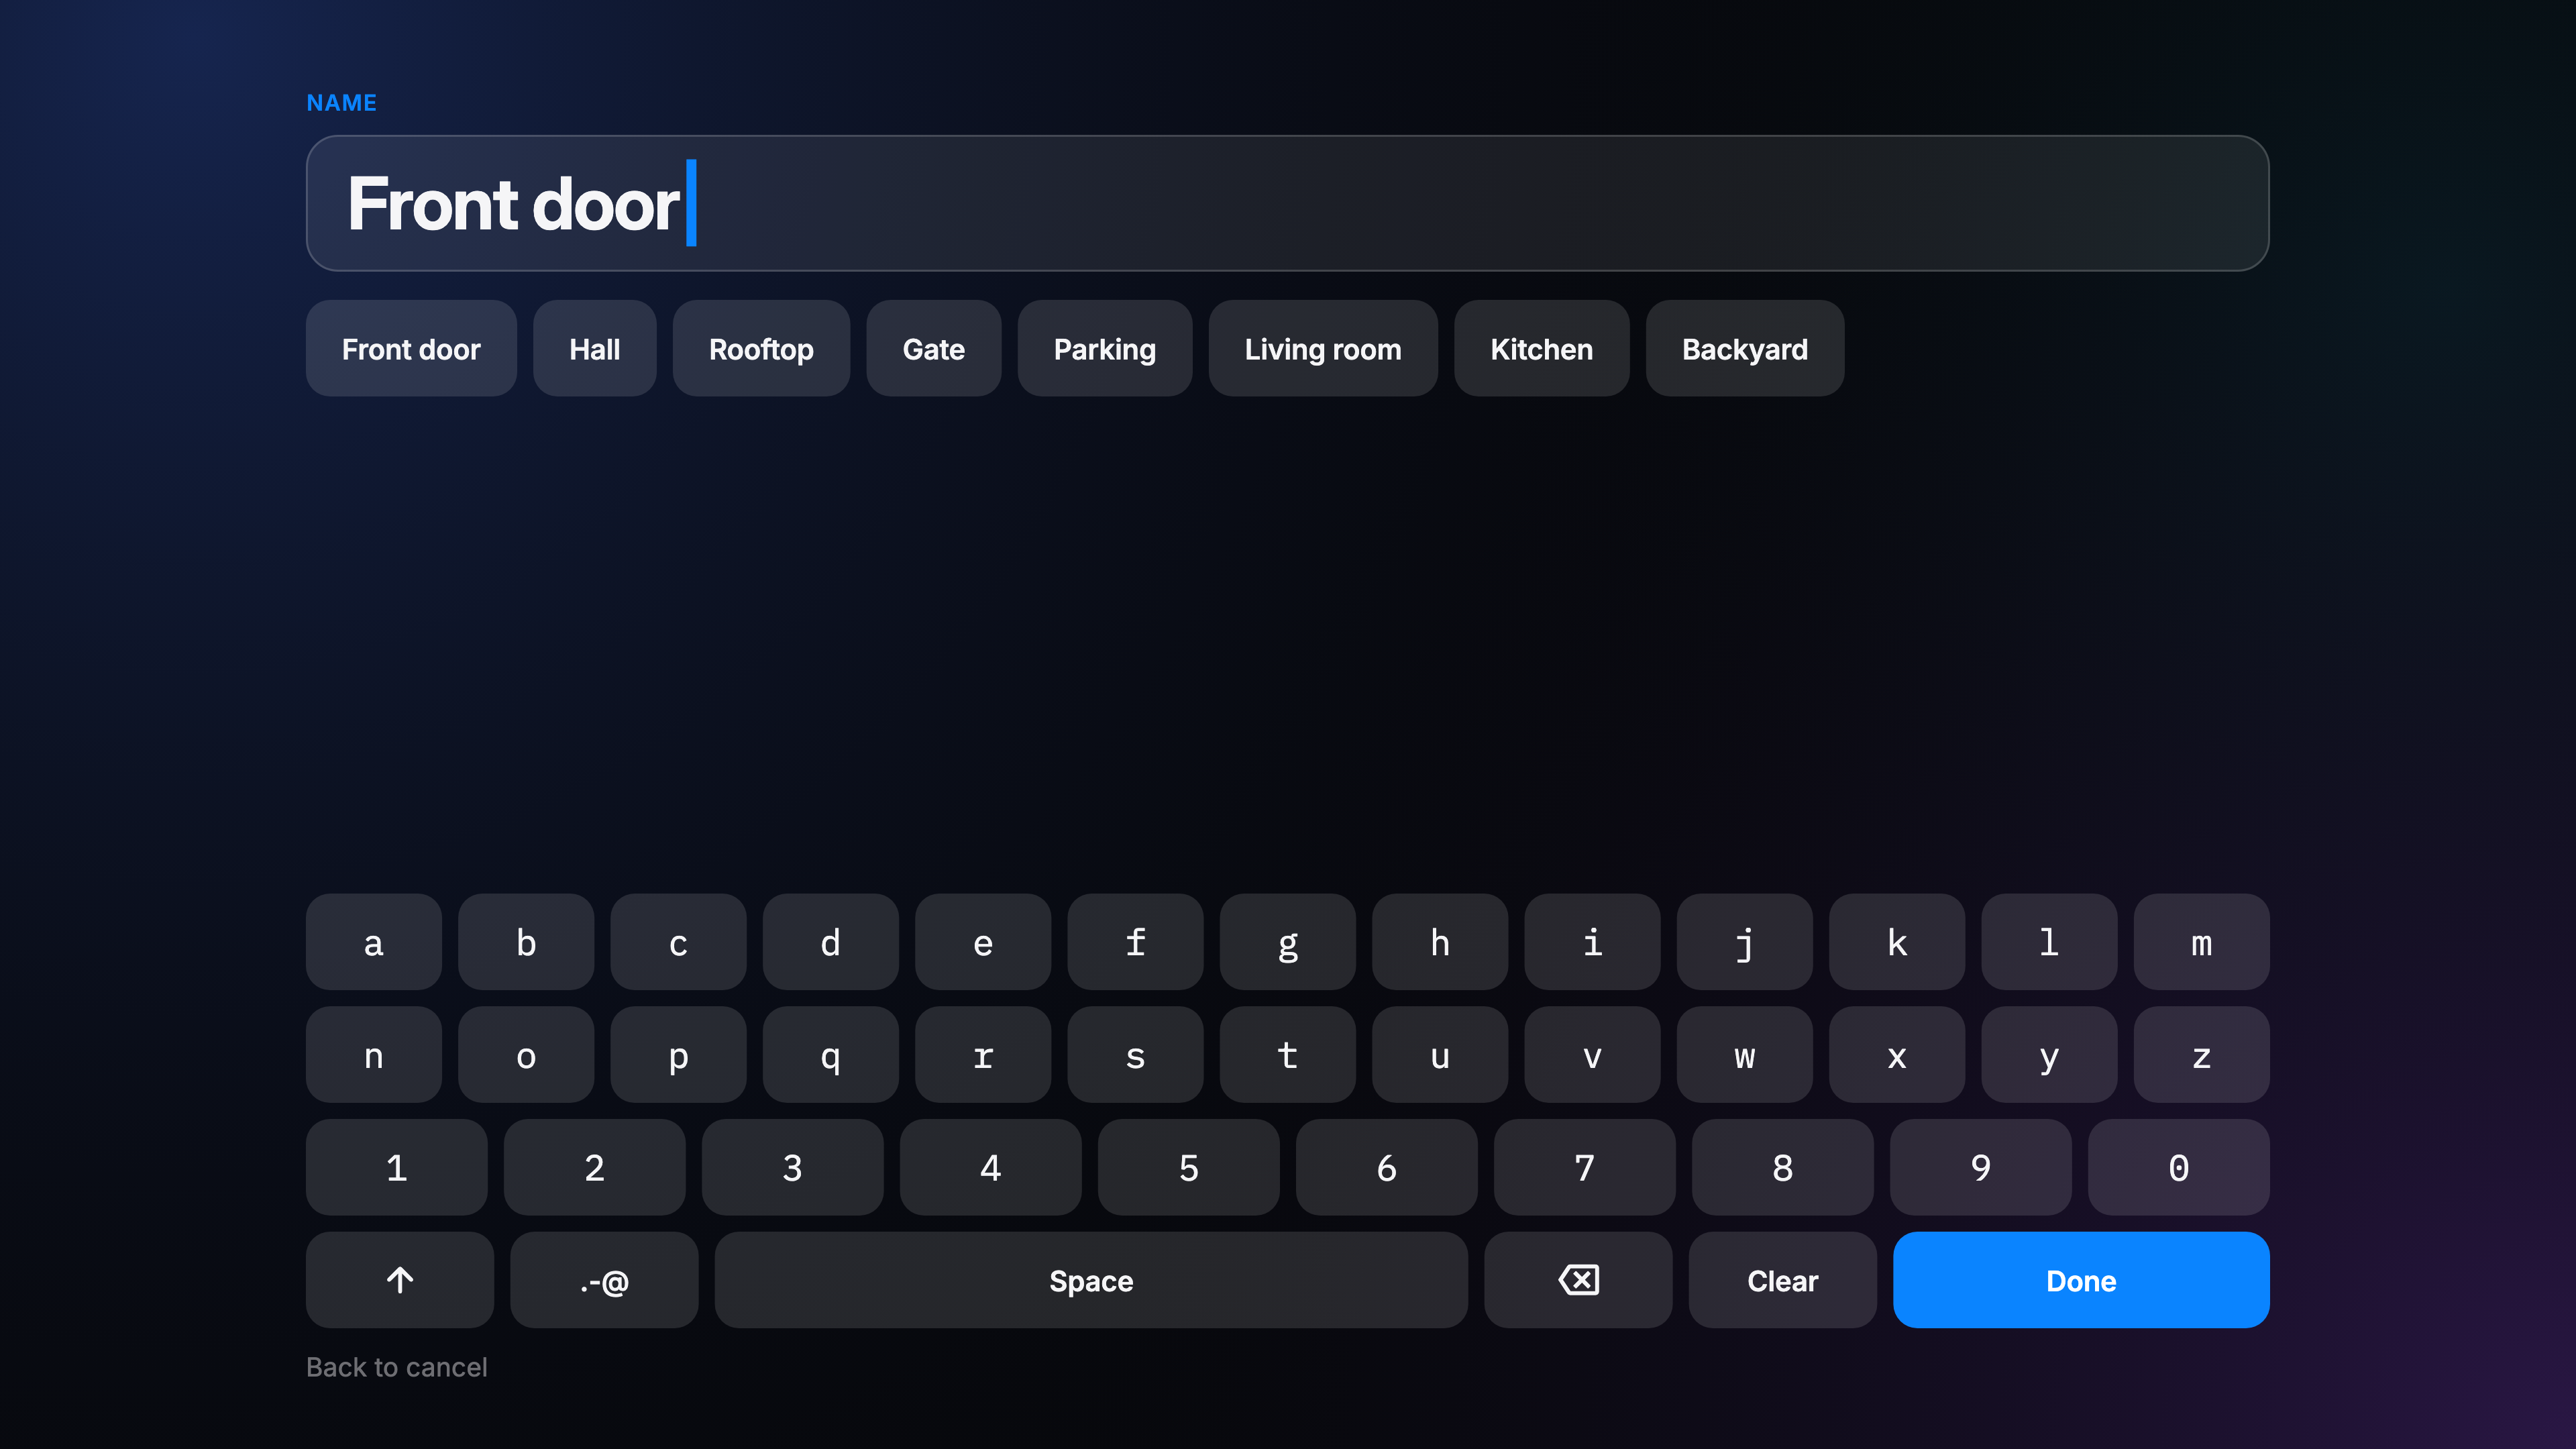 NAME
Front door
Front door Hall Rooftop Gate Parking Living room Kitchen Backyard
a b c d e f g h i j k l m
n o p q r s t u v w x y z
1 2 3 4 5 6 7 8 9 0
.-@ Space Clear Done
Back to cancel